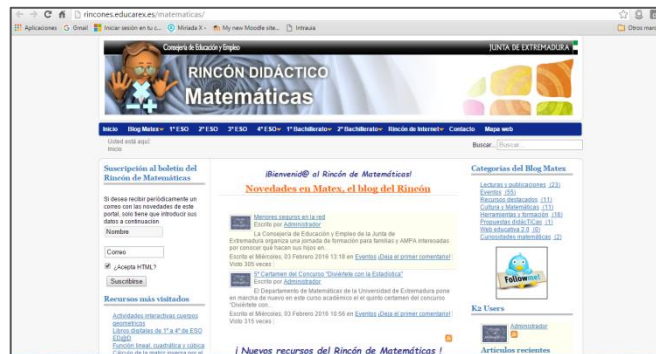 rincones.educarex.es/matematicas/
Aplicaciones G Gmail Iniciar sesión en tu c... Minada X - My new Moodle site... Intrauia Otros marc
Consejería de Educación y Empleo JUNTA DE EXTREMADURA
RINCÓN DIDÁCTICO
Matemáticas
Inicio Blog Matex 1º ESO 2º ESO 3º ESO 4º ESO 1º Bachillerato 2º Bachillerato Rincón de Internet Contacto Mapa web
Usted está aquí:
Inicio
Buscar... Buscar
Suscripción al boletín del
Rincón de Matemáticas
Si desea recibir periódicamente un
correo con las novedades de este
portal, solo tiene que introducir sus
datos a continuación
Nombre
Correo
¿Acepta HTML?
Suscribirse
Recursos más visitados
Actividades interactivas cuerpos
geométricos
Libros digitales de 1º a 4º de ESO
ED@D
Función lineal, cuadrática y cúbica
¡Bienvenid@ al Rincón de Matemáticas!
Novedades en Matex, el blog del Rincón
Menores seguros en la red
Escrito por Administrador
La Consejería de Educación y Empleo de la Junta de
Extremadura organiza una jornada de formación para familias y AMPA interesadas
por conocer qué hacen sus hijos en...
Escrito el Miércoles, 03 Febrero 2016 13:18 en Eventos ¡Deja el primer comentario!
Visto 305 veces
5º Certamen del Concurso "Diviértete con la Estadística"
Escrito por Administrador
El Departamento de Matemáticas de la Universidad de Extremadura pone
en marcha de nuevo en este curso académico el el quinto certamen del concurso
"Diviértete con...
Escrito el Miércoles, 03 Febrero 2016 10:56 en Eventos ¡Deja el primer comentario!
Visto 315 veces
¡ Nuevos recursos del Rincón de Matemáticas !
Categorías del Blog Matex
Lecturas y publicaciones (23)
Eventos (55)
Recursos destacados (11)
Cultura y Matemáticas (11)
Herramientas y formación (16)
Propuestas didácTICas (1)
Web educativa 2.0 (6)
Curiosidades matemáticas (2)
Follow me!
K2 Users
Administrador
Artículos recientes